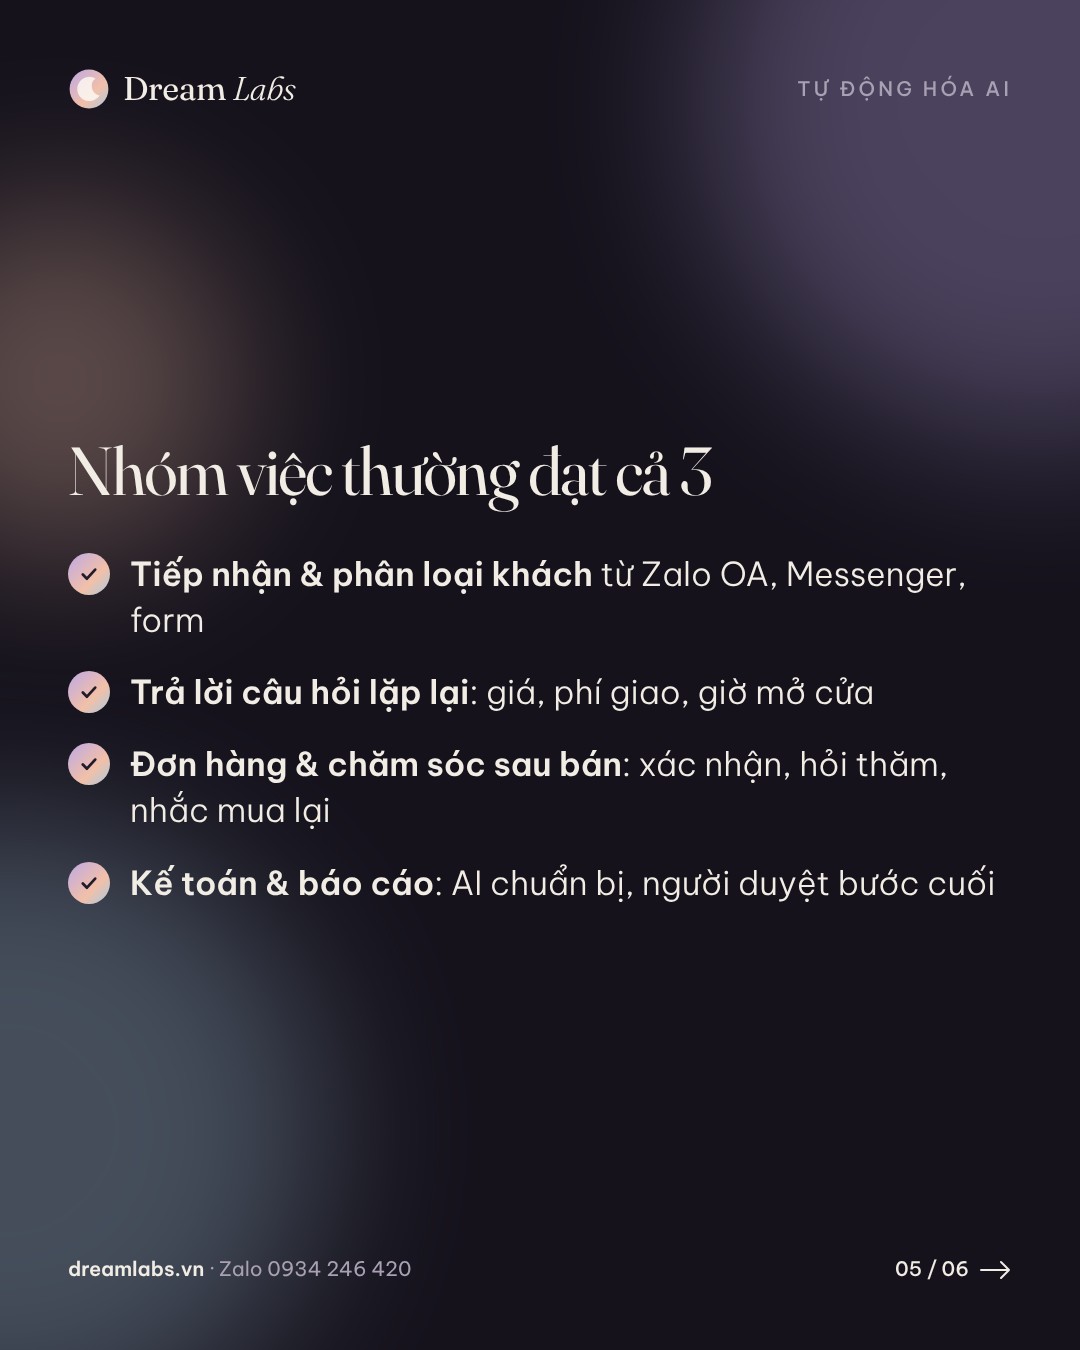 Dream Labs
TỰ ĐỘNG HÓA AI
Nhóm việc thường đạt cả 3
Tiếp nhận & phân loại khách từ Zalo OA, Messenger,
form
Trả lời câu hỏi lặp lại: giá, phí giao, giờ mở cửa
Đơn hàng & chăm sóc sau bán: xác nhận, hỏi thăm,
nhắc mua lại
Kế toán & báo cáo: AI chuẩn bị, người duyệt bước cuối
dreamlabs.vn · Zalo 0934 246 420
05 / 06 →